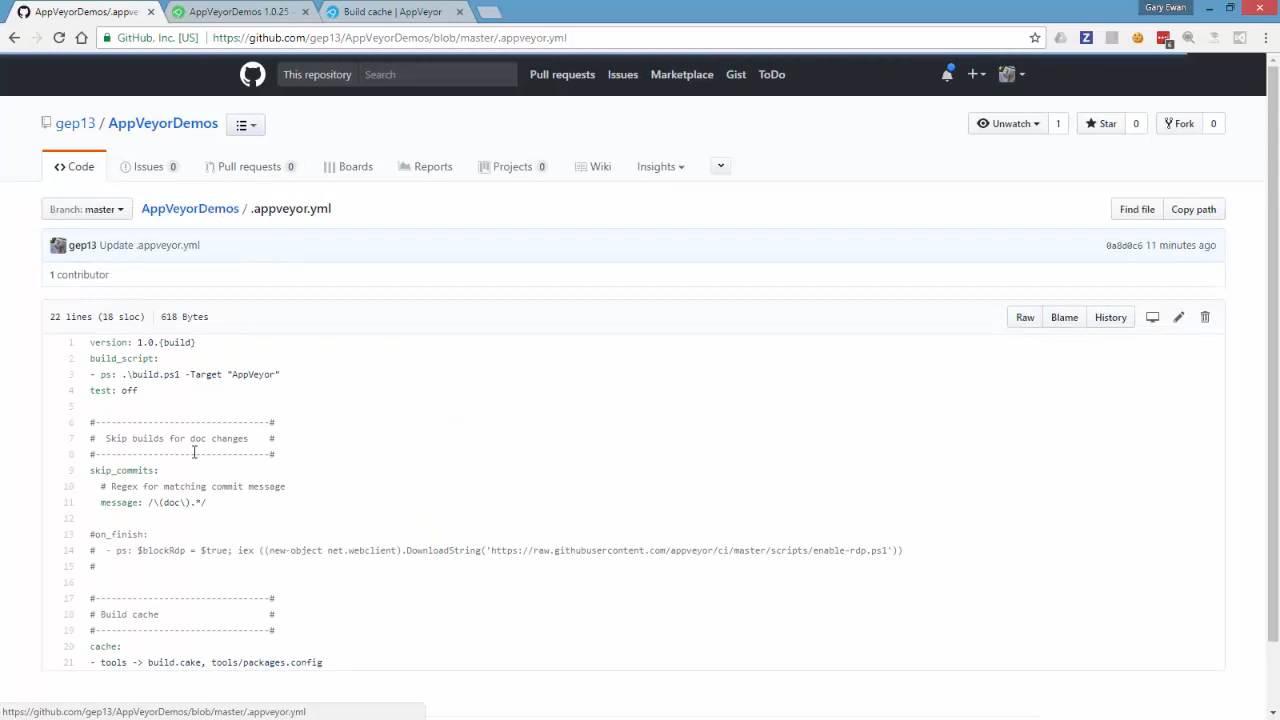 AppVeyorDemos/.appveyor
AppVeyorDemos 1.0.25
Build cache | AppVeyor
Gary Ewan
GitHub, Inc. [US]
https://github.com/gep13/AppVeyorDemos/blob/master/.appveyor.yml
6
This repository
Search
Pull requests
Issues
Marketplace
Gist
ToDo
gep13 / AppVeyorDemos
Unwatch
1
Star
0
Fork
0
<> Code
Issues 0
Pull requests 0
Boards
Reports
Projects 0
Wiki
Insights
Branch: master
AppVeyorDemos / .appveyor.yml
Find file
Copy path
gep13 Update .appveyor.yml
0a8d0c6 11 minutes ago
1 contributor
22 lines (18 sloc)
618 Bytes
Raw
Blame
History
1 version: 1.0.{build}
2 build_script:
3 - ps: .\build.ps1 -Target "AppVeyor"
4 test: off
5
6 #---------------------------------#
7 #  Skip builds for doc changes    #
8 #---------------------------------#
9 skip_commits:
10   # Regex for matching commit message
11   message: /\(doc\).*/
12
13 #on_finish:
14 #  - ps: $blockRdp = $true; iex ((new-object net.webclient).DownloadString('https://raw.githubusercontent.com/appveyor/ci/master/scripts/enable-rdp.ps1'))
15 #
16
17 #---------------------------------#
18 # Build cache                     #
19 #---------------------------------#
20 cache:
21 - tools -> build.cake, tools/packages.config
https://github.com/gep13/AppVeyorDemos/blob/master/.appveyor.yml